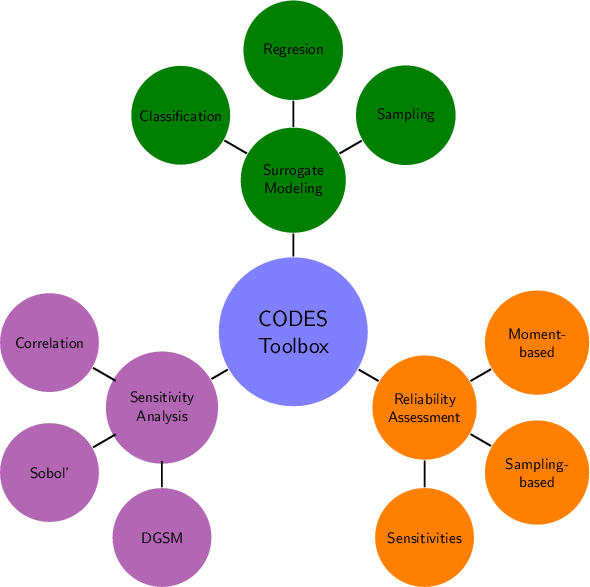 Regresion
Classification
Sampling
Surrogate
Modeling
CODES
Toolbox
Correlation
Sensitivity
Analysis
Sobol'
DGSM
Moment-
based
Reliability
Assessment
Sampling-
based
Sensitivities